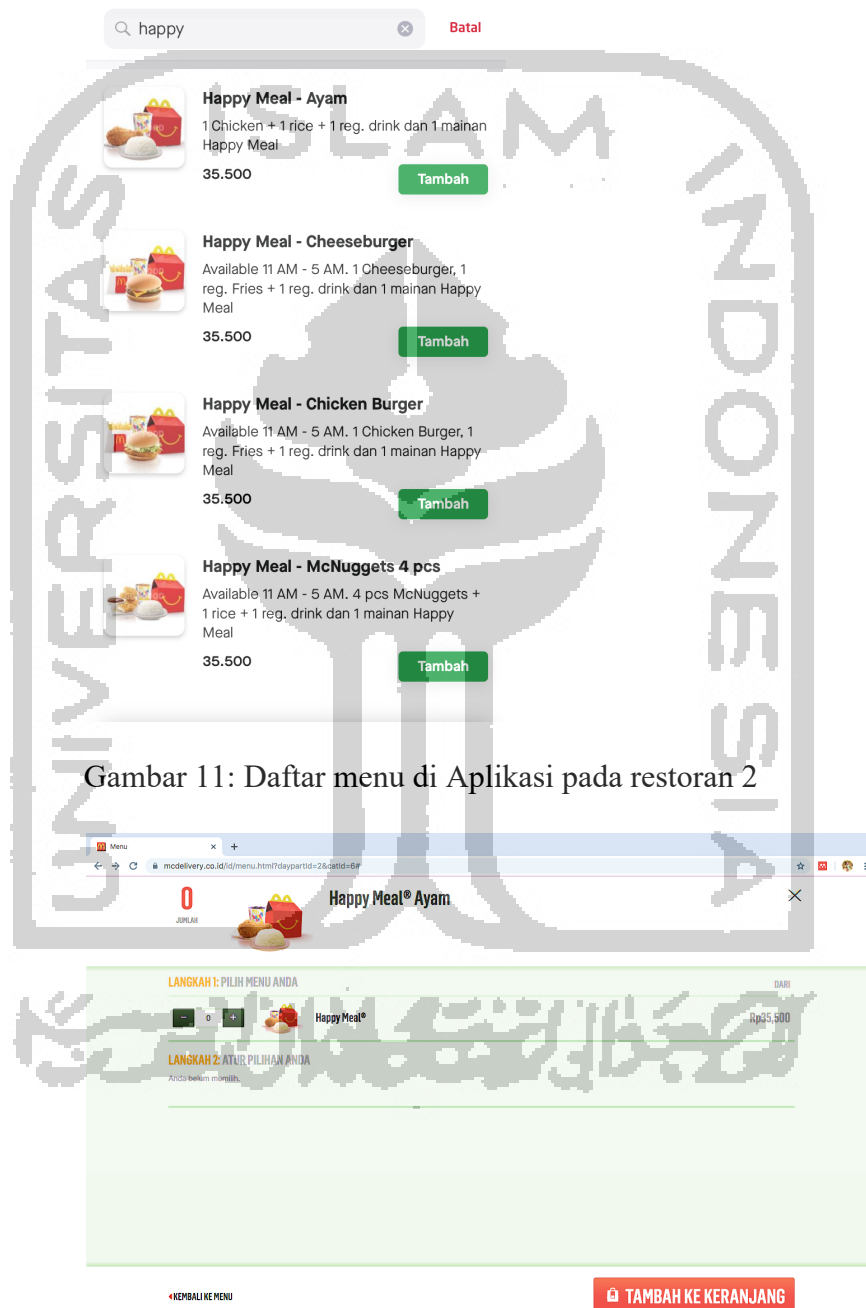 happy
Batal
Happy Meal - Ayam
1 Chicken + 1 rice + 1 reg. drink dan 1 mainan
Happy Meal
35.500
Tambah
Happy Meal - Cheeseburger
Available 11 AM - 5 AM. 1 Cheeseburger, 1
reg. Fries + 1 reg. drink dan 1 mainan Happy
Meal
35.500
Tambah
Happy Meal - Chicken Burger
Available 11 AM - 5 AM. 1 Chicken Burger, 1
reg. Fries + 1 reg. drink dan 1 mainan Happy
Meal
35.500
Tambah
Happy Meal - McNuggets 4 pcs
Available 11 AM - 5 AM. 4 pcs McNuggets +
1 rice + 1 reg. drink dan 1 mainan Happy
Meal
35.500
Tambah
Gambar 11: Daftar menu di Aplikasi pada restoran 2
Menu
mcdelivery.co.id/id/menu.html?daypartId=2&catId=6#
0
JUMLAH
Happy Meal® Ayam
LANGKAH 1: PILIH MENU ANDA
DARI
0
Happy Meal®
Rp35,500
LANGKAH 2: ATUR PILIHAN ANDA
Anda belum memilih.
KEMBALI KE MENU
TAMBAH KE KERANJANG
UNIVERSITAS
ISLAM
INDONESIA